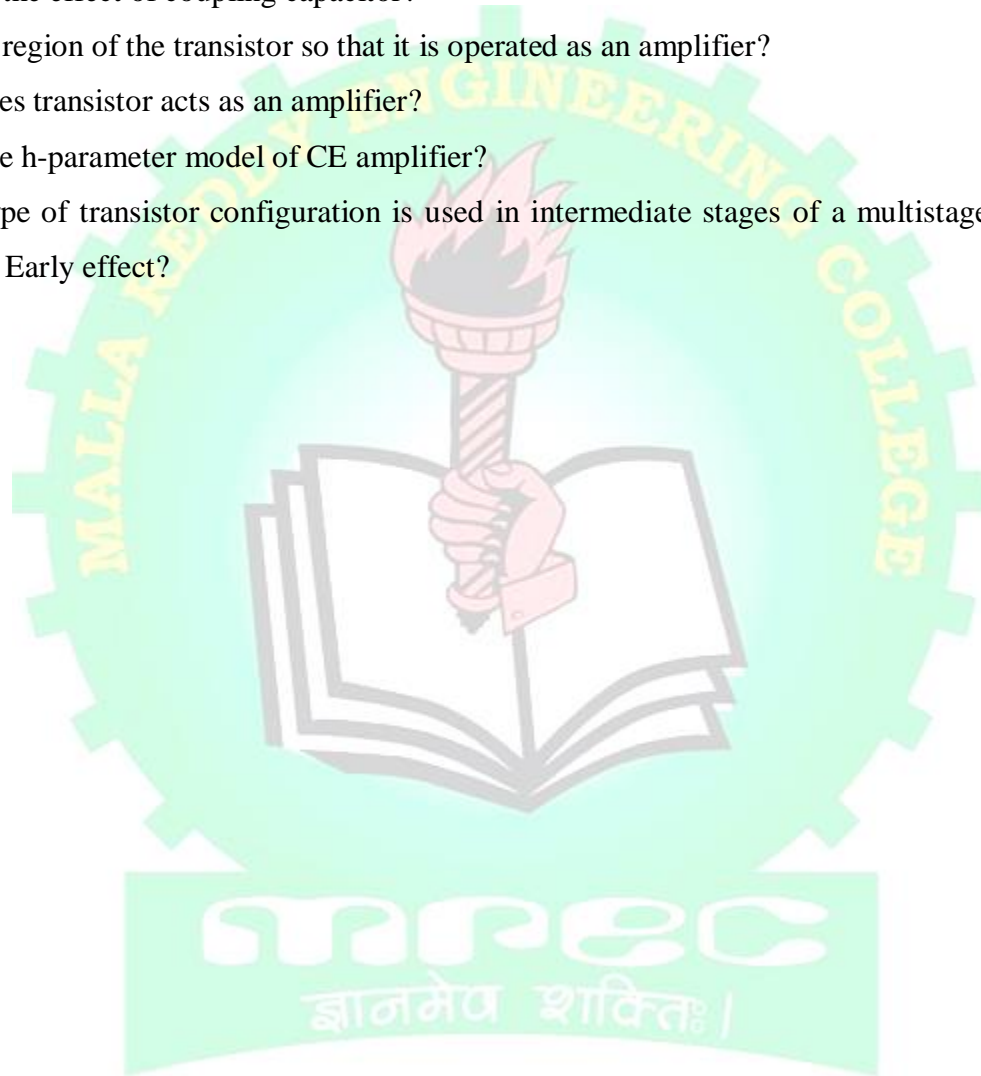 the effect of coupling capacitor?
region of the transistor so that it is operated as an amplifier?
es transistor acts as an amplifier?
e h-parameter model of CE amplifier?
pe of transistor configuration is used in intermediate stages of a multistage
Early effect?
MALLA REDDY ENGINEERING COLLEGE
mrec
ज्ञानमेव शक्तिः |